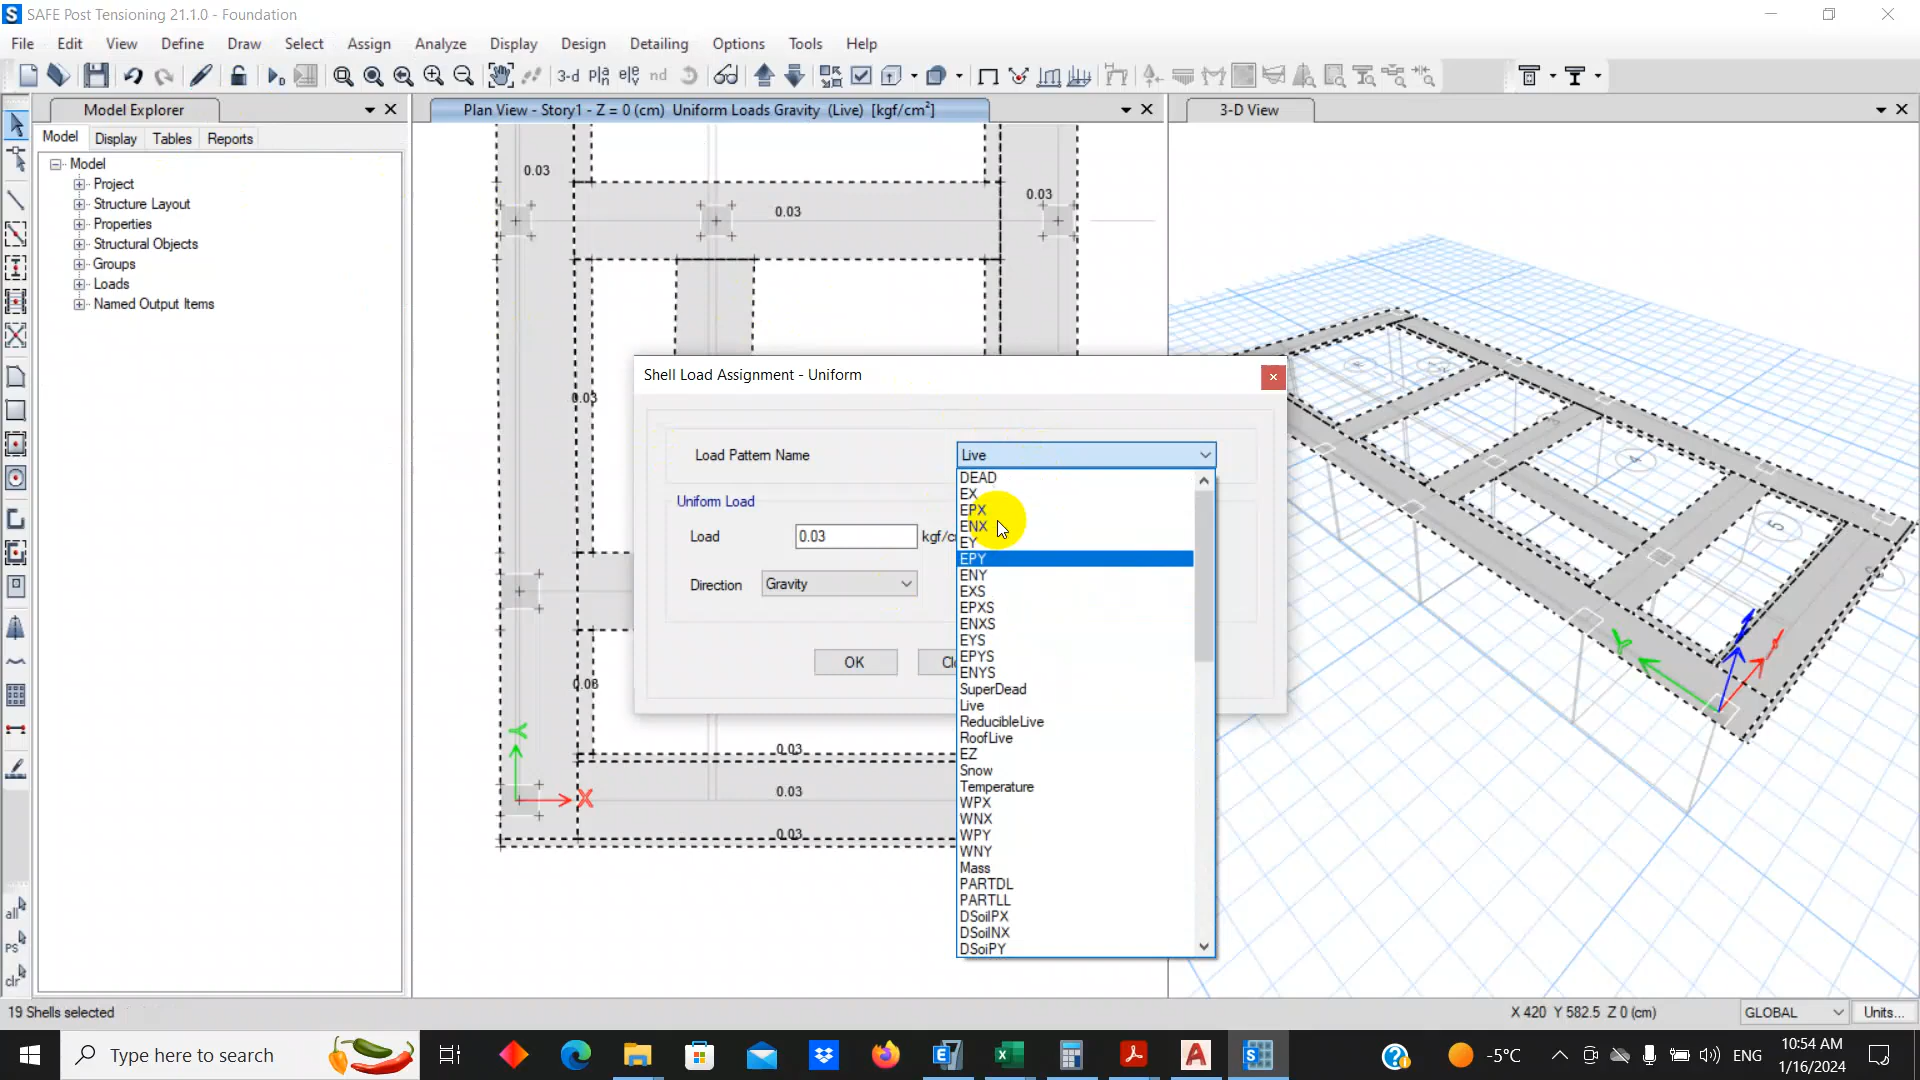 SAFE Post Tensioning 21.1.0 - Foundation
File Edit View Define Draw Select Assign Analyze Display Design Detailing Options Tools Help
3-d
nd
Model Explorer
Plan View - Story1 - Z = 0 (cm) Uniform Loads Gravity (Live) [kgf/cm²]
3-D View
Model Display Tables Reports
Model
Project
Structure Layout
Properties
Structural Objects
Groups
Loads
Named Output Items
0.03
0.03
0.03
0.03
Shell Load Assignment - Uniform
Load Pattern Name
Live
DEAD
EX
EPX
ENX
EY
EPY
ENY
EXS
EPXS
ENXS
EYS
EPYS
ENYS
SuperDead
Live
ReducibleLive
RoofLive
EZ
Snow
Temperature
WPX
WNX
WPY
WNY
Mass
PARTDL
PARTLL
DSoilPX
DSoilNX
DSoilPY
Uniform Load
Load 0.03
Direction Gravity
OK
0.03
0.03
0.03
Y
X
Y
5
all
PS
clr
19 Shells selected
X 420 Y 582.5 Z 0 (cm)
GLOBAL
Units...
Type here to search
-5°C
ENG
10:54 AM
1/16/2024